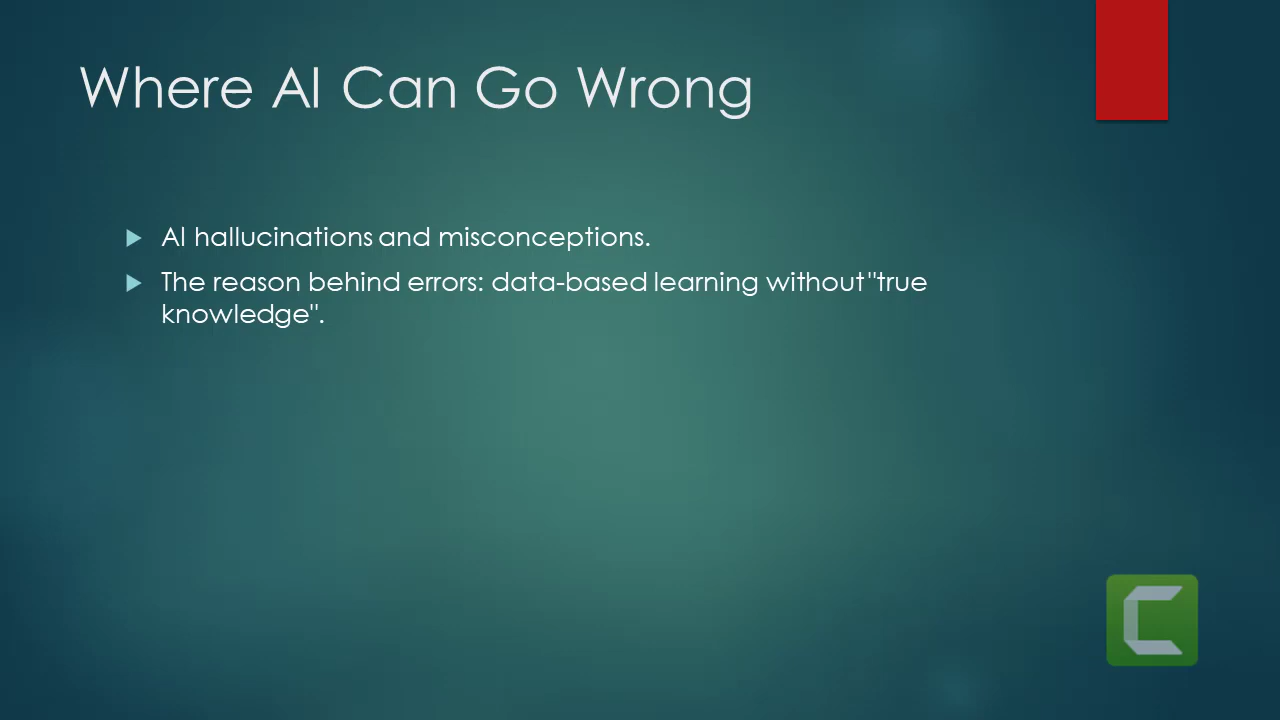 Where AI Can Go Wrong
AI hallucinations and misconceptions.
The reason behind errors: data-based learning without "true
knowledge".